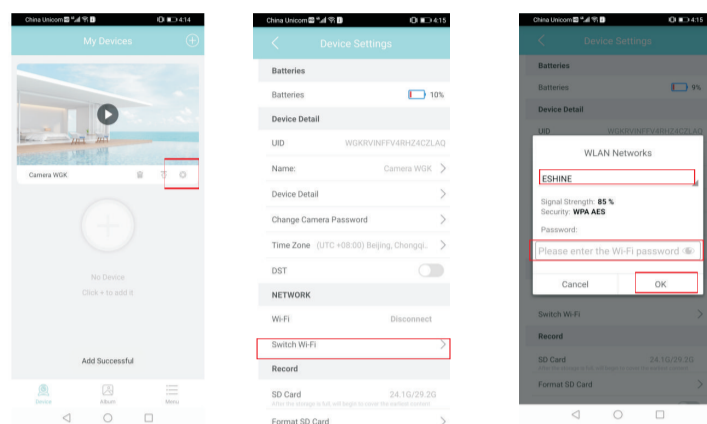 China Unicom 4:14
My Devices
Camera WGK
No Device
Click + to add it
Add Successful
Device
Album
Menu
China Unicom 4:15
Device Settings
Batteries
Batteries 10%
Device Detail
UID WGKRVINFFV4RHZ4CZLAQ
Name: Camera WGK
Device Detail
Change Camera Password
Time Zone (UTC +08:00) Beijing, Chongqi..
DST
NETWORK
Wi-Fi Disconnect
Switch Wi-Fi
Record
SD Card 24.1G/29.2G
Format SD Card
China Unicom 4:15
Device Settings
Batteries
Batteries 9%
Device Detail
UID WGKRVINFFV4RHZ4CZLAQ
WLAN Networks
ESHINE
Signal Strength: 85 %
Security: WPA AES
Password:
Please enter the Wi-Fi password
Cancel OK
Switch Wi-Fi
Record
SD Card 24.1G/29.2G
Format SD Card